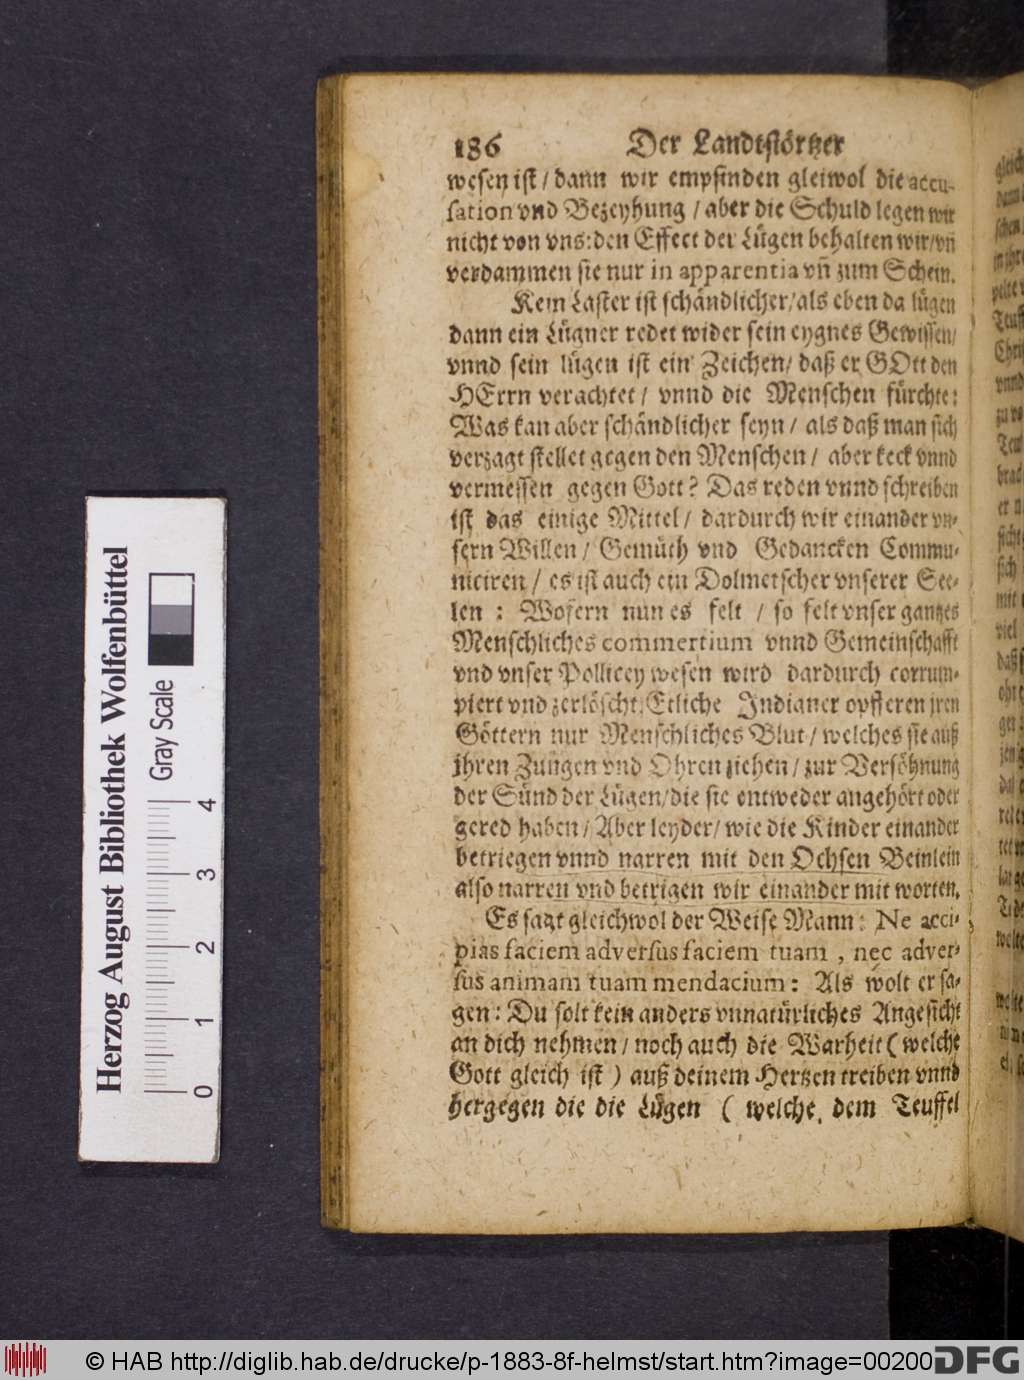 186 Der Landtstörtzer
wesen ist / dann wir empfinden gleiwol die accu-
sation vnd Bezeyhung / aber die Schuld legen wir
nicht von vns: den Effect der Lügen behalten wir / vñ
verdammen sie nur in apparentia vñ zum Schein.
Kein Laster ist schändlicher / als eben da lügen
dann ein Lügner redet wider sein eygnes Gewissen /
vnnd sein lügen ist ein Zeichen / daß er GOtt den
HErrn verachtet / vnnd die Menschen fürchte:
Was kan aber schändlicher seyn / als daß man sich
verzagt stellet gegen den Menschen / aber keck vnnd
vermessen gegen Gott? Das reden vnnd schreiben
ist das einige Mittel / dardurch wir einander vn-
sern Willen / Gemüth vnd Gedancken Commu-
niciren / es ist auch ein Dolmetscher vnserer See-
len : Wofern nun es felt / so felt vnser gantzes
Menschliches commertium vnnd Gemeinschafft
vnd vnser Pollicey wesen wird dardurch corrum-
piert vnd zerlöscht. Etliche Indianer opfferen jren
Göttern nur Menschliches Blut / welches sie auß
jhren Zungen vnd Ohren ziehen / zur Versöhnung
der Sünd der Lügen / die sie entweder angehört oder
gered haben / Aber leyder / wie die Kinder einander
betriegen vnnd narren mit den Ochsen Beinlein
also narren vnd betrigen wir einander mit worten.
Es sagt gleichwol der Weise Mann: Ne acci-
pias faciem adversus faciem tuam , nec adver-
sus animam tuam mendacium: Als wolt er sa-
gen: Du solt kein anders vnnatürliches Angesicht
an dich nehmen / noch auch die Warheit ( welche
Gott gleich ist ) auß deinem Hertzen treiben vnnd
hergegen die die Lügen ( welche dem Teuffel
Herzog August Bibliothek Wolfenbüttel
Gray Scale
0 1 2 3 4
© HAB http://diglib.hab.de/drucke/p-1883-8f-helmst/start.htm?image=00200
DFG